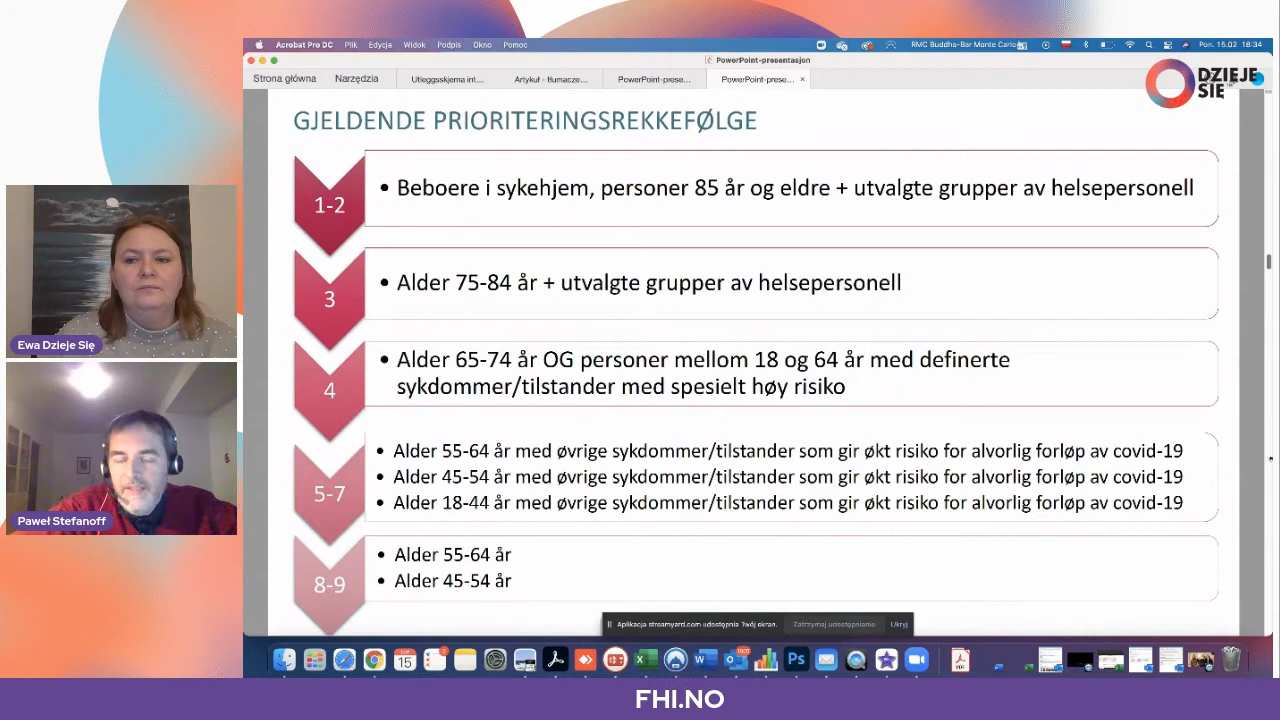 Acrobat Pro DC Plik Edycja Widok Podpis Okno Pomoc
RMC Buddha-Bar Monte Carlo
Pon. 15.02 18:34
PowerPoint-presentasjon
Strona główna Narzędzia Utleggsskjema int... Artykuł - tłumacze... PowerPoint-prese... PowerPoint-prese... ×
DZIEJE
SIĘ
GJELDENDE PRIORITERINGSREKKEFØLGE
1-2
• Beboere i sykehjem, personer 85 år og eldre + utvalgte grupper av helsepersonell
3
• Alder 75-84 år + utvalgte grupper av helsepersonell
4
• Alder 65-74 år OG personer mellom 18 og 64 år med definerte
sykdommer/tilstander med spesielt høy risiko
5-7
• Alder 55-64 år med øvrige sykdommer/tilstander som gir økt risiko for alvorlig forløp av covid-19
• Alder 45-54 år med øvrige sykdommer/tilstander som gir økt risiko for alvorlig forløp av covid-19
• Alder 18-44 år med øvrige sykdommer/tilstander som gir økt risiko for alvorlig forløp av covid-19
8-9
• Alder 55-64 år
• Alder 45-54 år
Ewa Dzieje Się
Paweł Stefanoff
Aplikacja streamyard.com udostępnia Twój ekran. Zatrzymaj udostępnianie Ukryj
FHI.NO